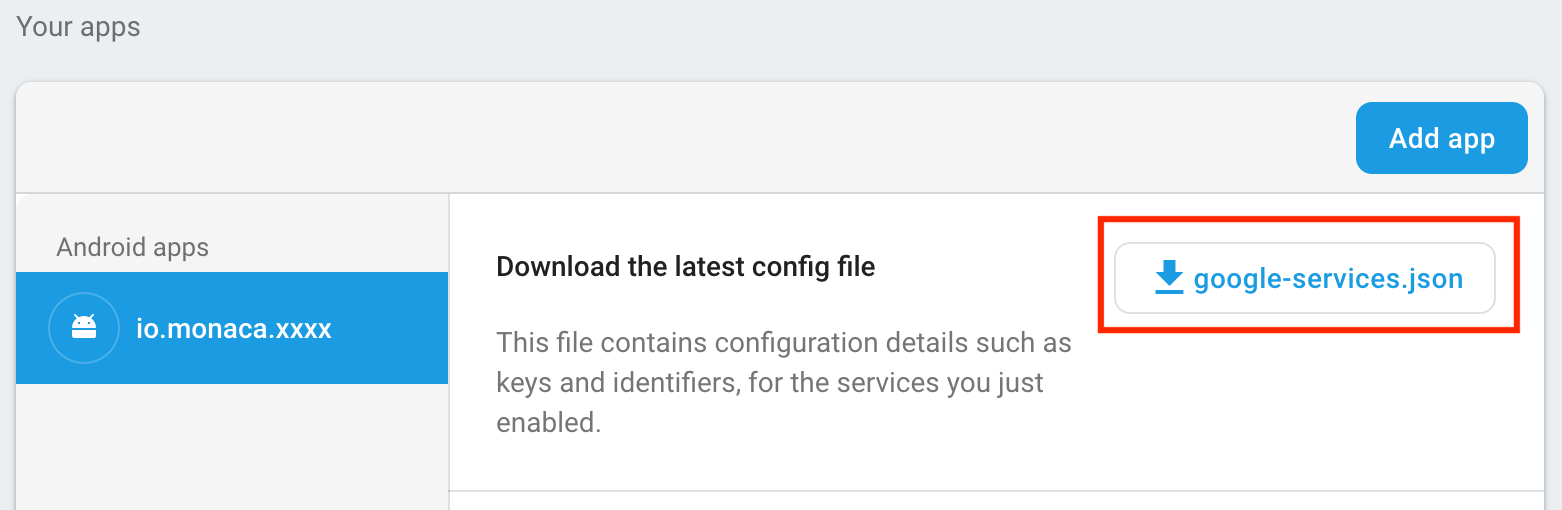 Your apps
Add app
Android apps
io.monaca.xxxx
Download the latest config file
google-services.json
This file contains configuration details such as
keys and identifiers, for the services you just
enabled.